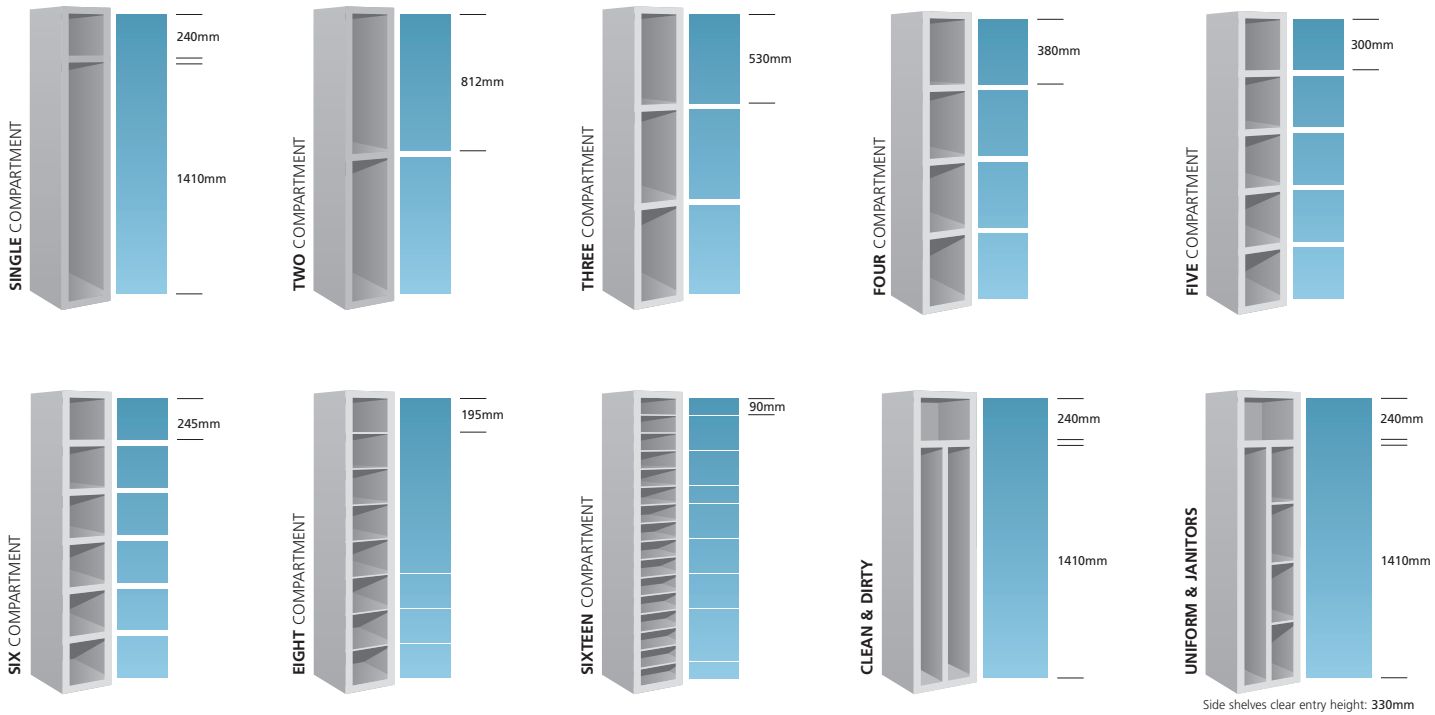 SINGLE COMPARTMENT
240mm
1410mm
TWO COMPARTMENT
812mm
THREE COMPARTMENT
530mm
FOUR COMPARTMENT
380mm
FIVE COMPARTMENT
300mm
SIX COMPARTMENT
245mm
EIGHT COMPARTMENT
195mm
SIXTEEN COMPARTMENT
90mm
CLEAN & DIRTY
240mm
1410mm
UNIFORM & JANITORS
240mm
1410mm
Side shelves clear entry height: 330mm